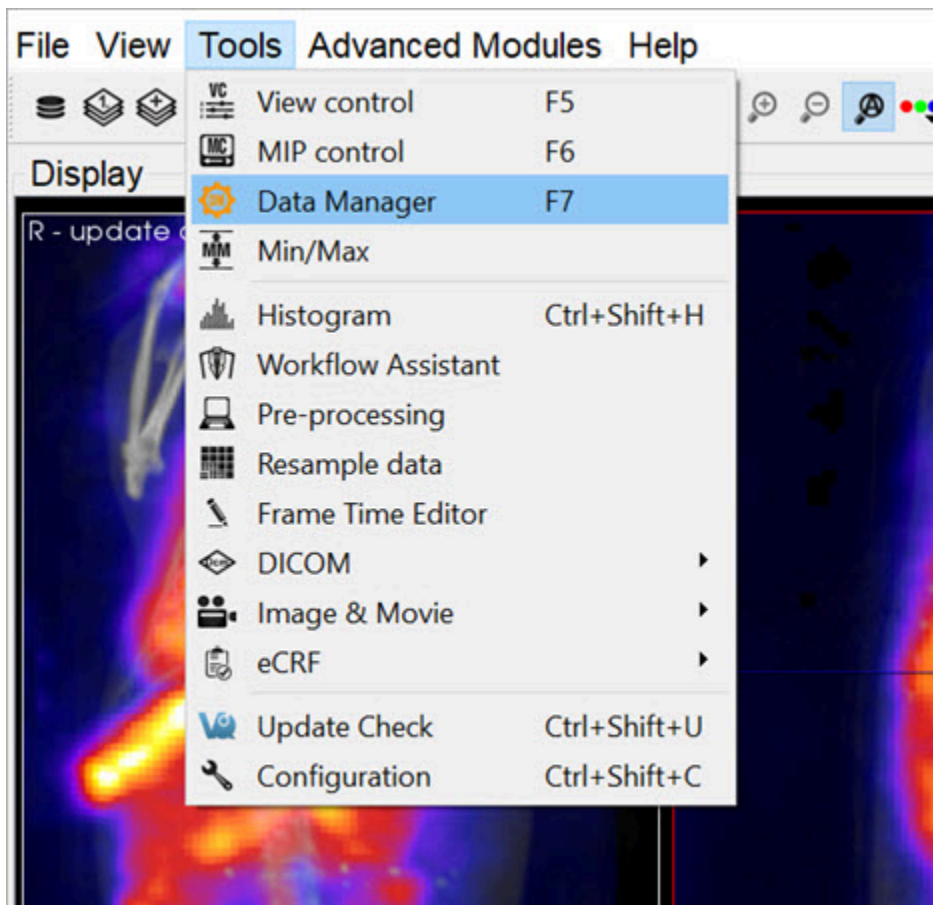 File View Tools Advanced Modules Help
VC View control F5
MC MIP control F6
Display
Data Manager F7
R - update
MM Min/Max
Histogram Ctrl+Shift+H
Workflow Assistant
Pre-processing
Resample data
Frame Time Editor
DICOM
Image & Movie
eCRF
Update Check Ctrl+Shift+U
Configuration Ctrl+Shift+C